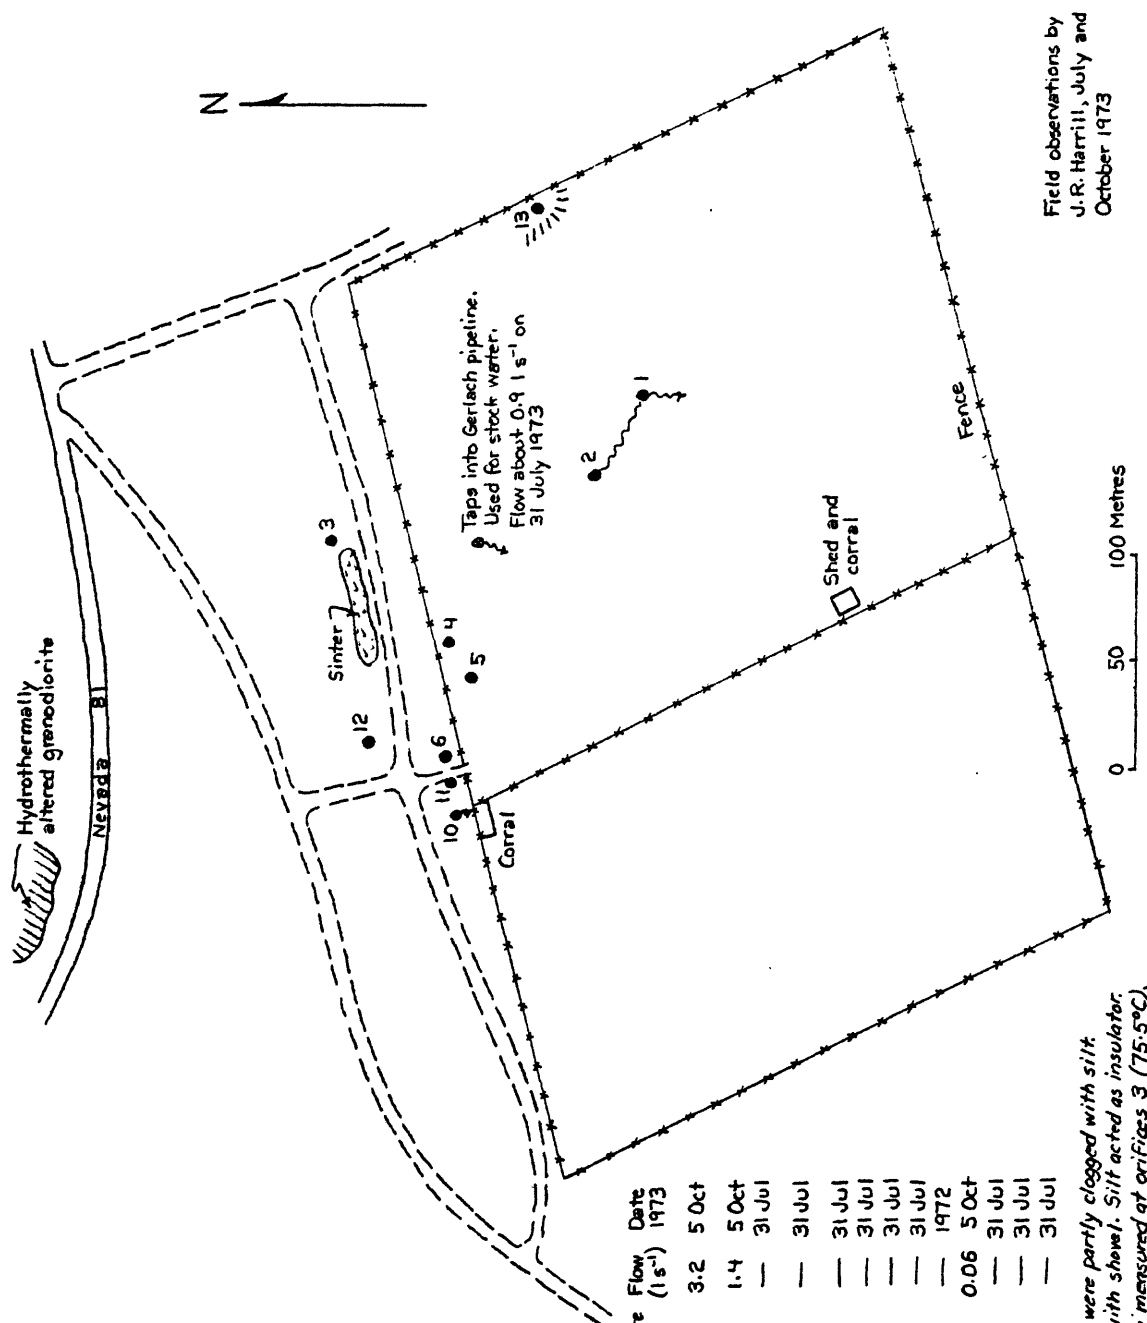 Hydrothermally
altered granodiorite
Nevada 81
N
Sinter
3
12
4
5
6
11
10
Corral
Taps into Gerlach pipeline.
Used for stock water.
Flow about 0.9 l s⁻¹ on
31 July 1973
13
2
1
Shed and
corral
Fence
0 50 100 Metres
Field observations by
J.R. Harrill, July and
October 1973
Flow Date
(l s⁻¹) 1973
3.2 5 Oct
1.4 5 Oct
— 31 Jul
— 31 Jul
— 31 Jul
— 31 Jul
— 31 Jul
— 31 Jul
— 1972
0.06 5 Oct
— 31 Jul
— 31 Jul
— 31 Jul
were partly clogged with silt.
with shovel. Silt acted as insulator.
measured at orifices 3 (75.5°C).